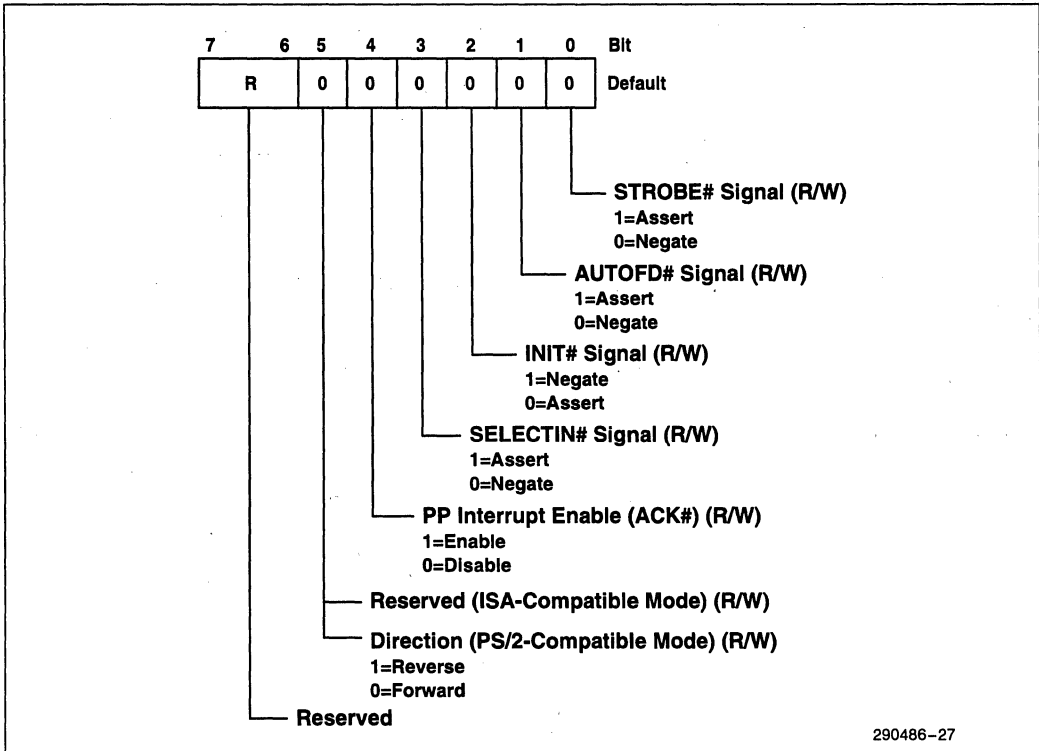 7 6 5 4 3 2 1 0 Bit
R 0 0 0 0 0 0 Default
STROBE# Signal (R/W)
1=Assert
0=Negate
AUTOFD# Signal (R/W)
1=Assert
0=Negate
INIT# Signal (R/W)
1=Negate
0=Assert
SELECTIN# Signal (R/W)
1=Assert
0=Negate
PP Interrupt Enable (ACK#) (R/W)
1=Enable
0=Disable
Reserved (ISA-Compatible Mode) (R/W)
Direction (PS/2-Compatible Mode) (R/W)
1=Reverse
0=Forward
Reserved
290486-27